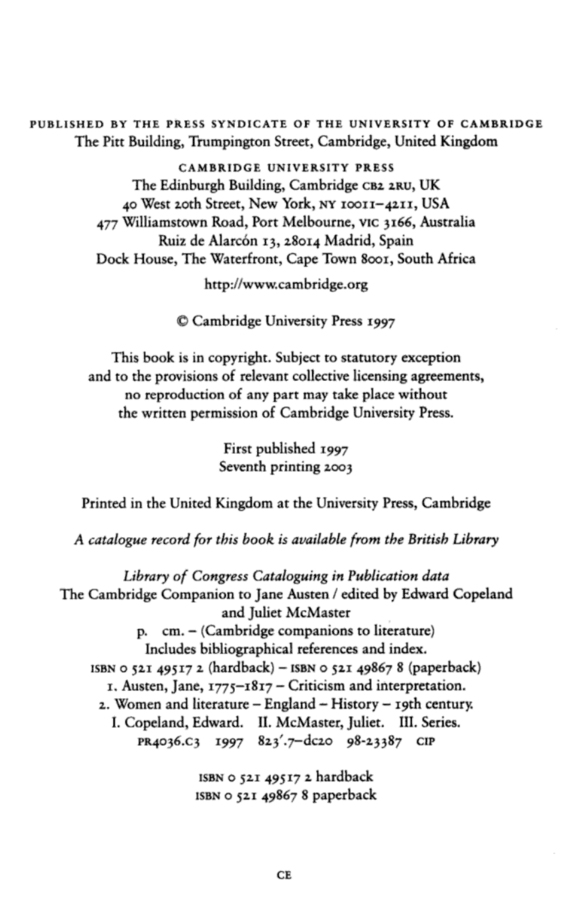 PUBLISHED BY THE PRESS SYNDICATE OF THE UNIVERSITY OF CAMBRIDGE
The Pitt Building, Trumpington Street, Cambridge, United Kingdom
CAMBRIDGE UNIVERSITY PRESS
The Edinburgh Building, Cambridge CB2 2RU, UK
40 West 20th Street, New York, NY 10011–4211, USA
477 Williamstown Road, Port Melbourne, VIC 3166, Australia
Ruiz de Alarcón 13, 28014 Madrid, Spain
Dock House, The Waterfront, Cape Town 8001, South Africa
http://www.cambridge.org
© Cambridge University Press 1997
This book is in copyright. Subject to statutory exception
and to the provisions of relevant collective licensing agreements,
no reproduction of any part may take place without
the written permission of Cambridge University Press.
First published 1997
Seventh printing 2003
Printed in the United Kingdom at the University Press, Cambridge
A catalogue record for this book is available from the British Library
Library of Congress Cataloguing in Publication data
The Cambridge Companion to Jane Austen / edited by Edward Copeland
and Juliet McMaster
p. cm. – (Cambridge companions to literature)
Includes bibliographical references and index.
ISBN 0 521 49517 2 (hardback) – ISBN 0 521 49867 8 (paperback)
1. Austen, Jane, 1775–1817 – Criticism and interpretation.
2. Women and literature – England – History – 19th century.
I. Copeland, Edward. II. McMaster, Juliet. III. Series.
PR4036.C3 1997 823′.7–dc20 98-23387 CIP
ISBN 0 521 49517 2 hardback
ISBN 0 521 49867 8 paperback
CE